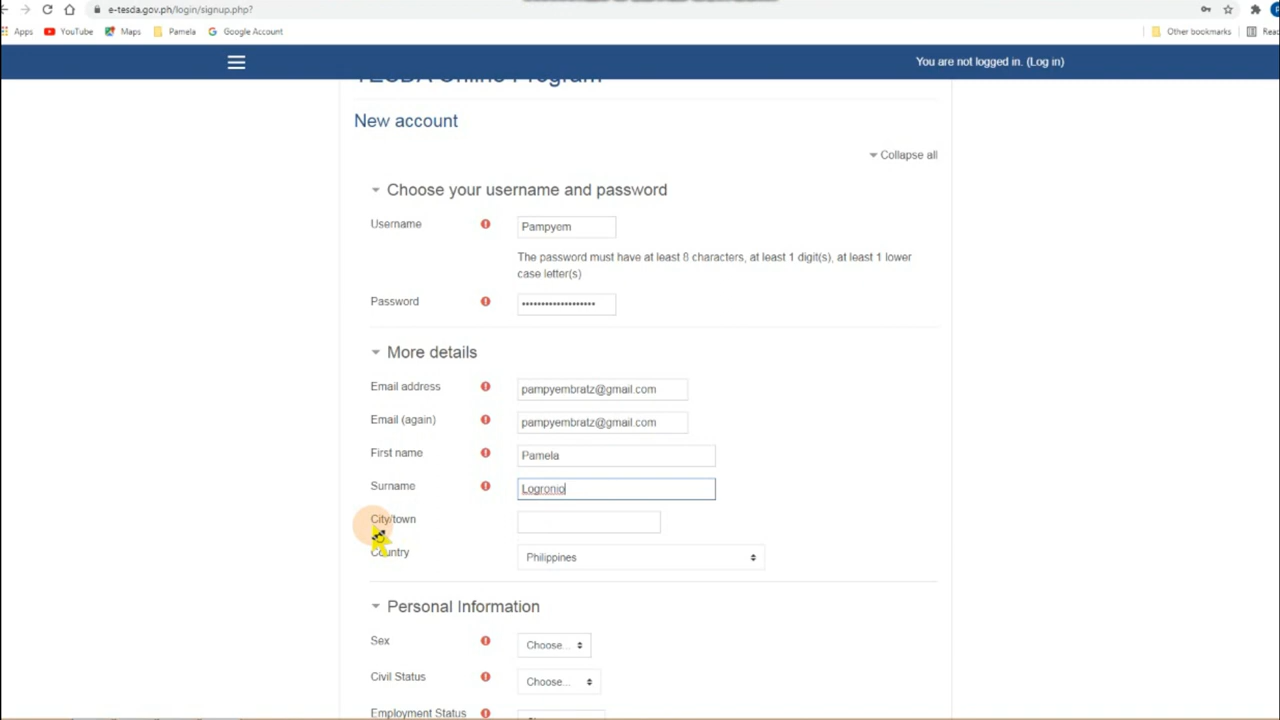 e-tesda.gov.ph/login/signup.php?
Apps YouTube Maps Pamela Google Account Other bookmarks
You are not logged in. (Log in)
TESDA Online Program
New account
Collapse all
Choose your username and password
Username Pampyem
The password must have at least 8 characters, at least 1 digit(s), at least 1 lower
case letter(s)
Password ••••••••••••••••••
More details
Email address pampyembratz@gmail.com
Email (again) pampyembratz@gmail.com
First name Pamela
Surname Logronio
City/town
Country Philippines
Personal Information
Sex Choose...
Civil Status Choose...
Employment Status